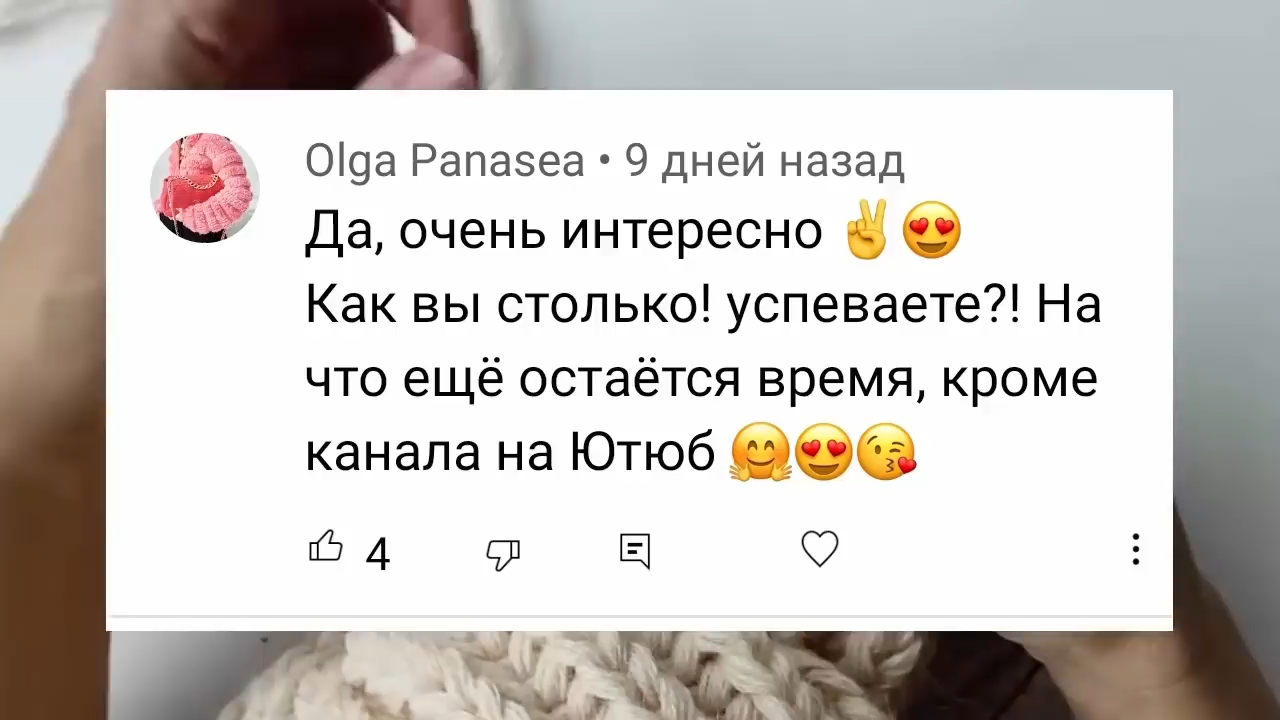 Olga Panasea • 9 дней назад
Да, очень интересно ✌️😍
Как вы столько! успеваете?! На
что ещё остаётся время, кроме
канала на Ютюб 🤗😍😘
4